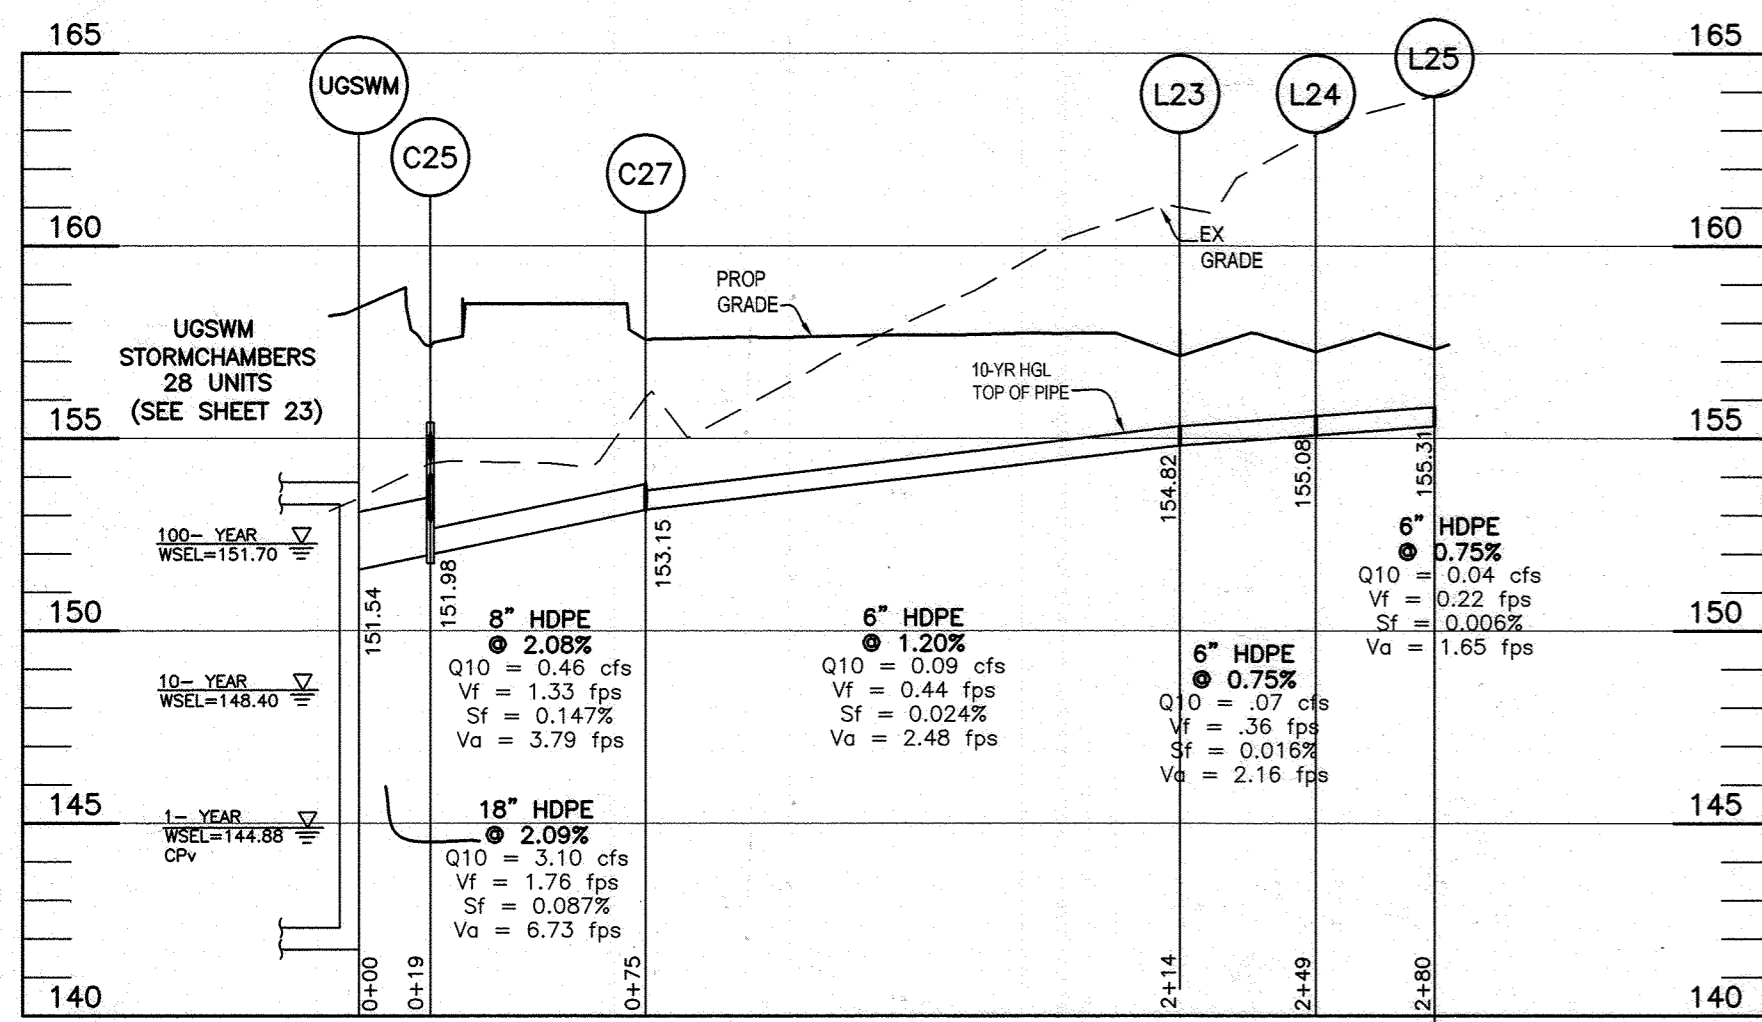 165
165
UGSWM
C25
C27
L23
L24
L25
160
160
EX
GRADE
PROP
GRADE
UGSWM
STORMCHAMBERS
28 UNITS
(SEE SHEET 23)
10-YR HGL
TOP OF PIPE
155
155
100- YEAR
WSEL=151.70
151.54
151.98
153.15
154.82
155.08
155.31
150
150
8" HDPE
@ 2.08%
Q10 = 0.46 cfs
Vf = 1.33 fps
Sf = 0.147%
Va = 3.79 fps
6" HDPE
@ 1.20%
Q10 = 0.09 cfs
Vf = 0.44 fps
Sf = 0.024%
Va = 2.48 fps
6" HDPE
@ 0.75%
Q10 = .07 cfs
Vf = .36 fps
Sf = 0.016%
Va = 2.16 fps
6" HDPE
@ 0.75%
Q10 = 0.04 cfs
Vf = 0.22 fps
Sf = 0.006%
Va = 1.65 fps
10- YEAR
WSEL=148.40
145
145
1- YEAR
WSEL=144.88
CPv
18" HDPE
@ 2.09%
Q10 = 3.10 cfs
Vf = 1.76 fps
Sf = 0.087%
Va = 6.73 fps
0+00
0+19
0+75
2+14
2+49
2+80
140
140